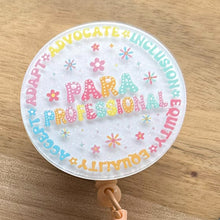 ADAPT ADVOCATE INCLUSION EQUITY EQUALITY ACCEPT
PARA
PROFESSIONAL